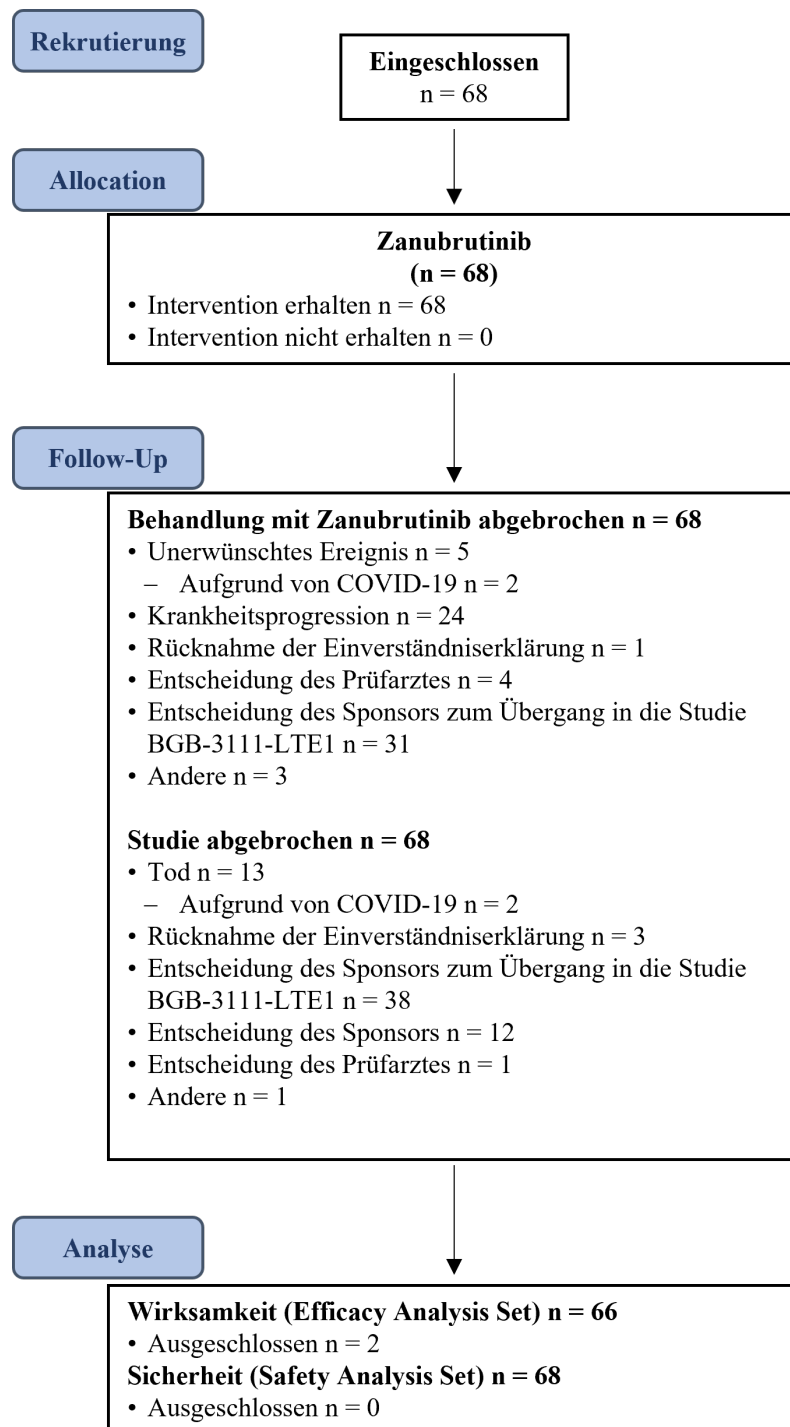 Rekrutierung
Eingeschlossen
n = 68
Allocation
Zanubrutinib
(n = 68)
• Intervention erhalten n = 68
• Intervention nicht erhalten n = 0
Follow-Up
Behandlung mit Zanubrutinib abgebrochen n = 68
• Unerwünschtes Ereignis n = 5
– Aufgrund von COVID-19 n = 2
• Krankheitsprogression n = 24
• Rücknahme der Einverständniserklärung n = 1
• Entscheidung des Prüfarztes n = 4
• Entscheidung des Sponsors zum Übergang in die Studie
BGB-3111-LTE1 n = 31
• Andere n = 3
Studie abgebrochen n = 68
• Tod n = 13
– Aufgrund von COVID-19 n = 2
• Rücknahme der Einverständniserklärung n = 3
• Entscheidung des Sponsors zum Übergang in die Studie
BGB-3111-LTE1 n = 38
• Entscheidung des Sponsors n = 12
• Entscheidung des Prüfarztes n = 1
• Andere n = 1
Analyse
Wirksamkeit (Efficacy Analysis Set) n = 66
• Ausgeschlossen n = 2
Sicherheit (Safety Analysis Set) n = 68
• Ausgeschlossen n = 0